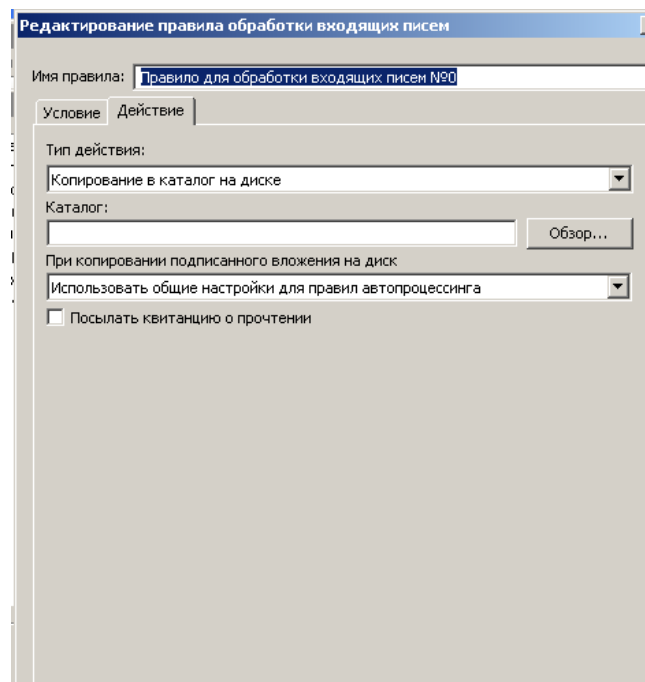 Редактирование правила обработки входящих писем
Имя правила: Правило для обработки входящих писем №0
Условие Действие
Тип действия:
Копирование в каталог на диске
Каталог:
Обзор...
При копировании подписанного вложения на диск
Использовать общие настройки для правил автопроцессинга
Посылать квитанцию о прочтении